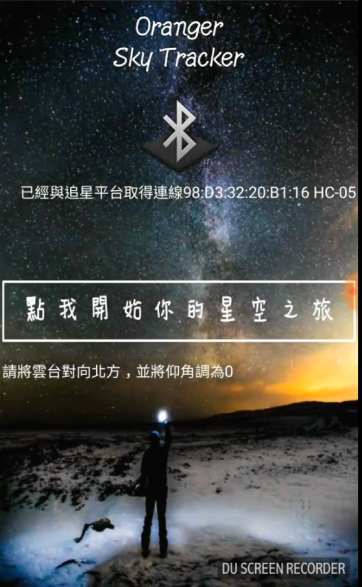 Oranger
Sky Tracker
已經與追星平台取得連線98:D3:32:20:B1:16 HC-05
點我開始你的星空之旅
請將雲台對向北方，並將仰角調為0
DU SCREEN RECORDER